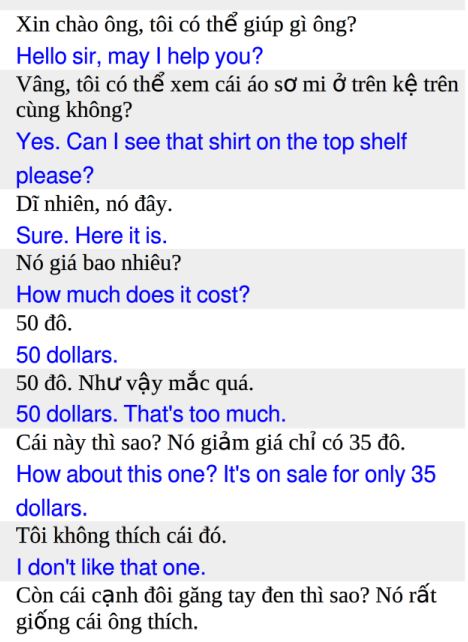 Xin chào ông, tôi có thể giúp gì ông?
Hello sir, may I help you?
Vâng, tôi có thể xem cái áo sơ mi ở trên kệ trên
cùng không?
Yes. Can I see that shirt on the top shelf
please?
Dĩ nhiên, nó đây.
Sure. Here it is.
Nó giá bao nhiêu?
How much does it cost?
50 đô.
50 dollars.
50 đô. Như vậy mắc quá.
50 dollars. That's too much.
Cái này thì sao? Nó giảm giá chỉ có 35 đô.
How about this one? It's on sale for only 35
dollars.
Tôi không thích cái đó.
I don't like that one.
Còn cái cạnh đôi găng tay đen thì sao? Nó rất
giống cái ông thích.